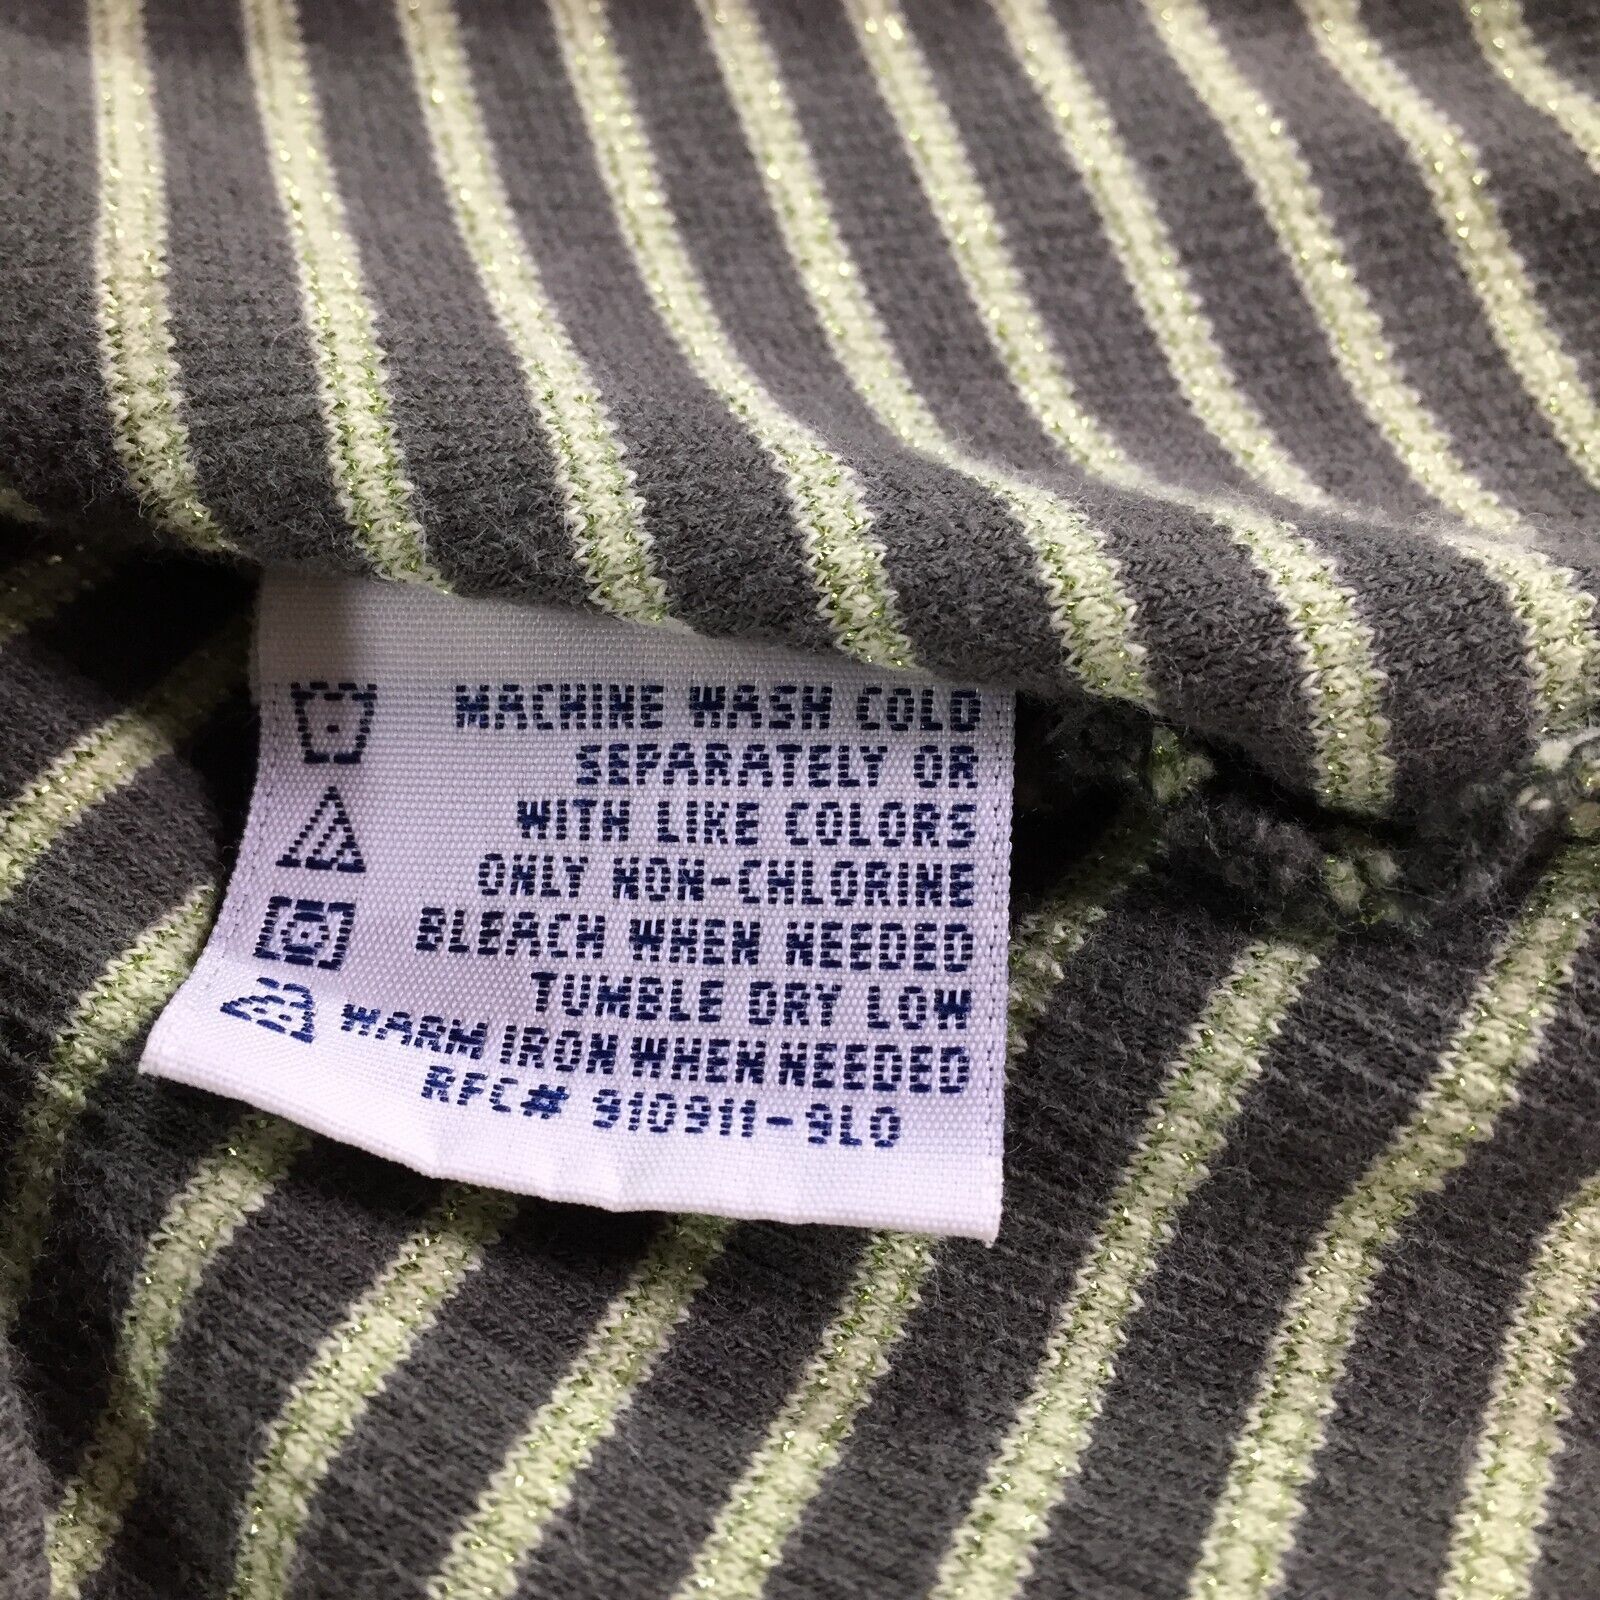 MACHINE WASH COLD
SEPARATELY OR
WITH LIKE COLORS
ONLY NON-CHLORINE
BLEACH WHEN NEEDED
TUMBLE DRY LOW
WARM IRON WHEN NEEDED
RFC# 910911-9LO